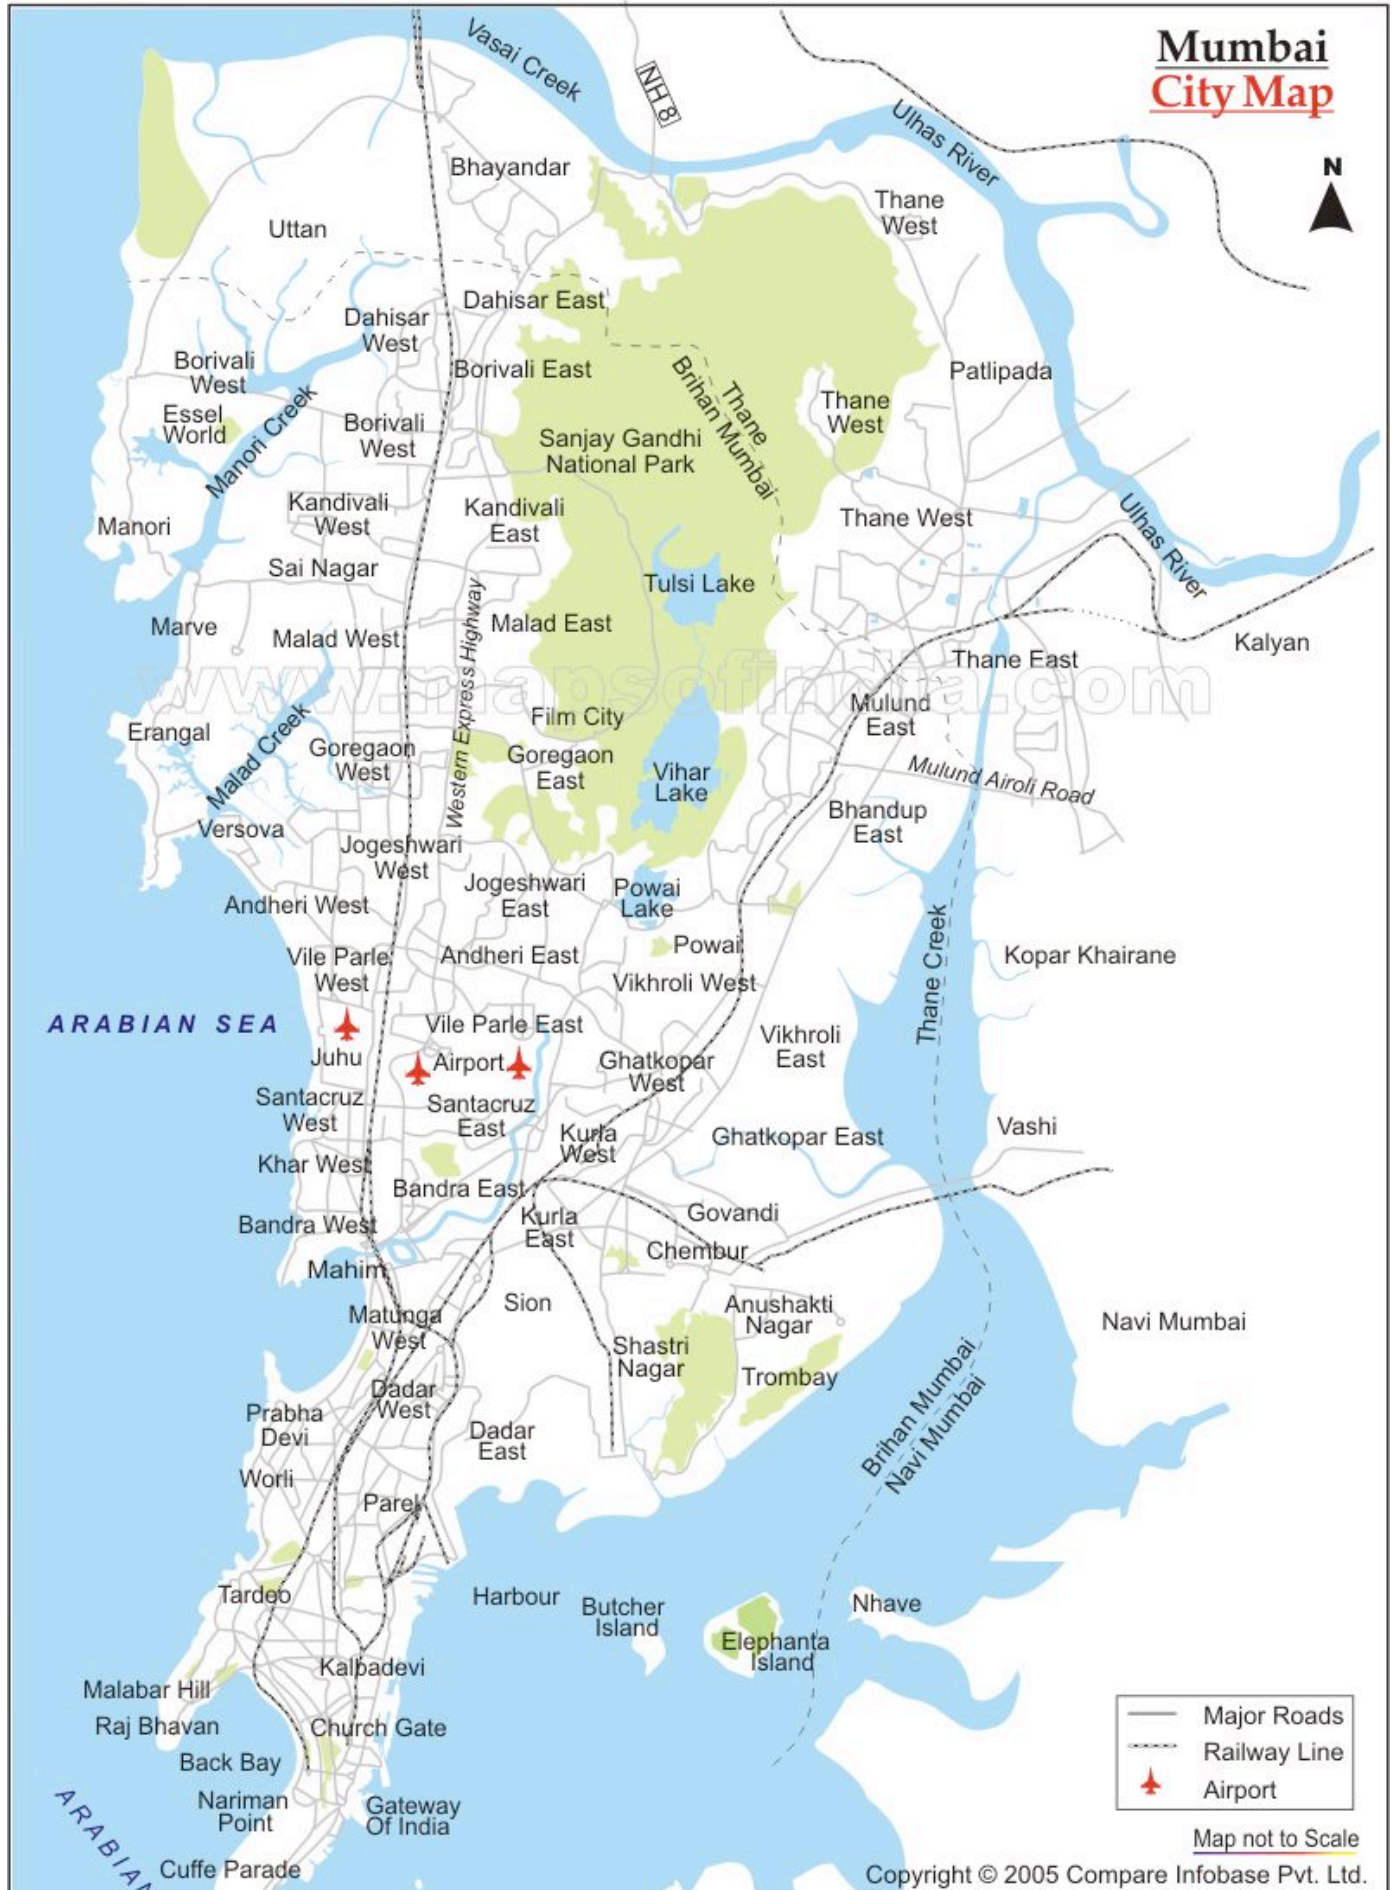 Mumbai
City Map
N
Vasai Creek
NH 8
Ulhas River
Bhayandar
Thane
West
Uttan
Dahisar East
Dahisar
West
Borivali
West
Borivali East
Patlipada
Thane
Brihan Mumbai
Essel
World
Manori Creek
Borivali
West
Thane
West
Sanjay Gandhi
National Park
Kandivali
West
Kandivali
East
Manori
Thane West
Ulhas River
Sai Nagar
Tulsi Lake
Marve
Malad West
Western Express Highway
Malad East
Kalyan
Thane East
www.mapsofindia.com
Erangal
Malad Creek
Film City
Mulund
East
Goregaon
West
Goregaon
East
Vihar
Lake
Mulund Airoli Road
Versova
Bhandup
East
Jogeshwari
West
Jogeshwari
East
Powai
Lake
Andheri West
Thane Creek
Vile Parle
West
Andheri East
Powai
Kopar Khairane
Vikhroli West
ARABIAN SEA
Vile Parle East
Vikhroli
East
Juhu
Airport
Ghatkopar
West
Santacruz
West
Santacruz
East
Kurla
West
Ghatkopar East
Vashi
Khar West
Bandra East
Bandra West
Kurla
East
Govandi
Chembur
Mahim
Sion
Matunga
West
Anushakti
Nagar
Navi Mumbai
Shastri
Nagar
Trombay
Brihan Mumbai
Navi Mumbai
Dadar
West
Prabha
Devi
Dadar
East
Worli
Parel
Tardeo
Harbour
Butcher
Island
Nhave
Elephanta
Island
Kalbadevi
Malabar Hill
Raj Bhavan
Church Gate
Back Bay
Nariman
Point
Gateway
Of India
ARABIAN
Cuffe Parade
Major Roads
Railway Line
Airport
Map not to Scale
Copyright © 2005 Compare Infobase Pvt. Ltd.